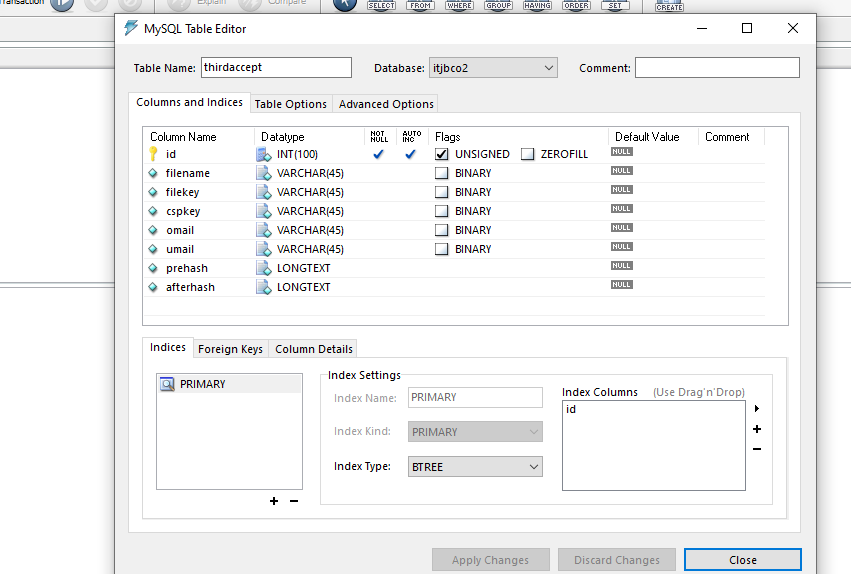 Transaction Explain Compare SELECT FROM WHERE GROUP HAVING ORDER SET CREATE
MySQL Table Editor
Table Name: thirdaccept Database: itjbco2 Comment:
Columns and Indices Table Options Advanced Options
Column Name Datatype NOT NULL AUTO INC Flags Default Value Comment
id INT(100) UNSIGNED ZEROFILL NULL
filename VARCHAR(45) BINARY NULL
filekey VARCHAR(45) BINARY NULL
cspkey VARCHAR(45) BINARY NULL
omail VARCHAR(45) BINARY NULL
umail VARCHAR(45) BINARY NULL
prehash LONGTEXT NULL
afterhash LONGTEXT NULL
Indices Foreign Keys Column Details
PRIMARY
Index Settings
Index Name: PRIMARY
Index Kind: PRIMARY
Index Type: BTREE
Index Columns (Use Drag'n'Drop)
id
Apply Changes Discard Changes Close